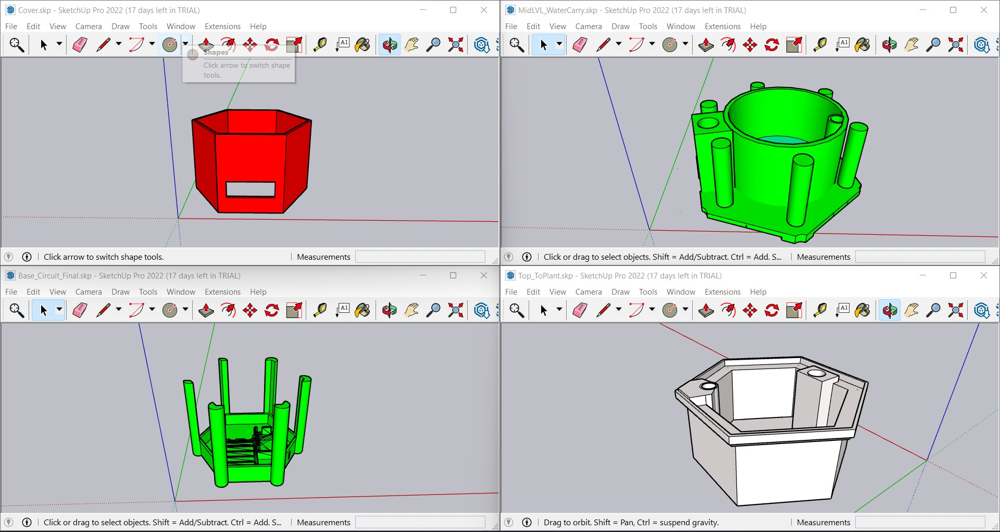 Cover.skp - SketchUp Pro 2022 (17 days left in TRIAL)
File Edit View Camera Draw Tools Window Extensions Help
A1
Shapes
Click arrow to switch shape
tools.
Click arrow to switch shape tools.
Measurements
MidLVL_WaterCarry.skp - SketchUp Pro 2022 (17 days left in TRIAL)
File Edit View Camera Draw Tools Window Extensions Help
A1
Click or drag to select objects. Shift = Add/Subtract. Ctrl = Add. S...
Measurements
Base_Circuit_Final.skp - SketchUp Pro 2022 (17 days left in TRIAL)
File Edit View Camera Draw Tools Window Extensions Help
A1
Click or drag to select objects. Shift = Add/Subtract. Ctrl = Add. S...
Measurements
Top_ToPlant.skp - SketchUp Pro 2022 (17 days left in TRIAL)
File Edit View Camera Draw Tools Window Extensions Help
A1
Drag to orbit. Shift = Pan, Ctrl = suspend gravity.
Measurements